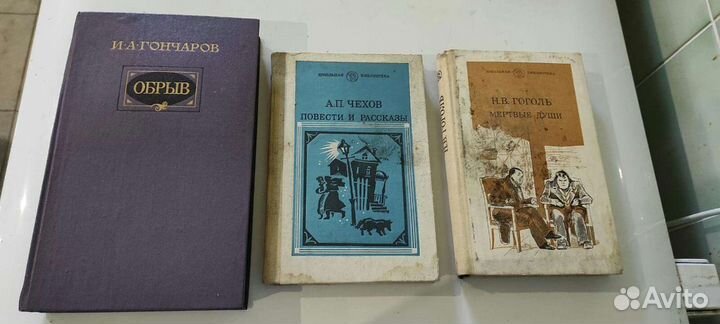 И·А·ГОНЧАРОВ
ОБРЫВ
ШКОЛЬНАЯ БИБЛИОТЕКА
А.П. ЧЕХОВ
ПОВЕСТИ И РАССКАЗЫ
ШКОЛЬНАЯ БИБЛИОТЕКА
Н.В. ГОГОЛЬ
МЕРТВЫЕ ДУШИ
Avito